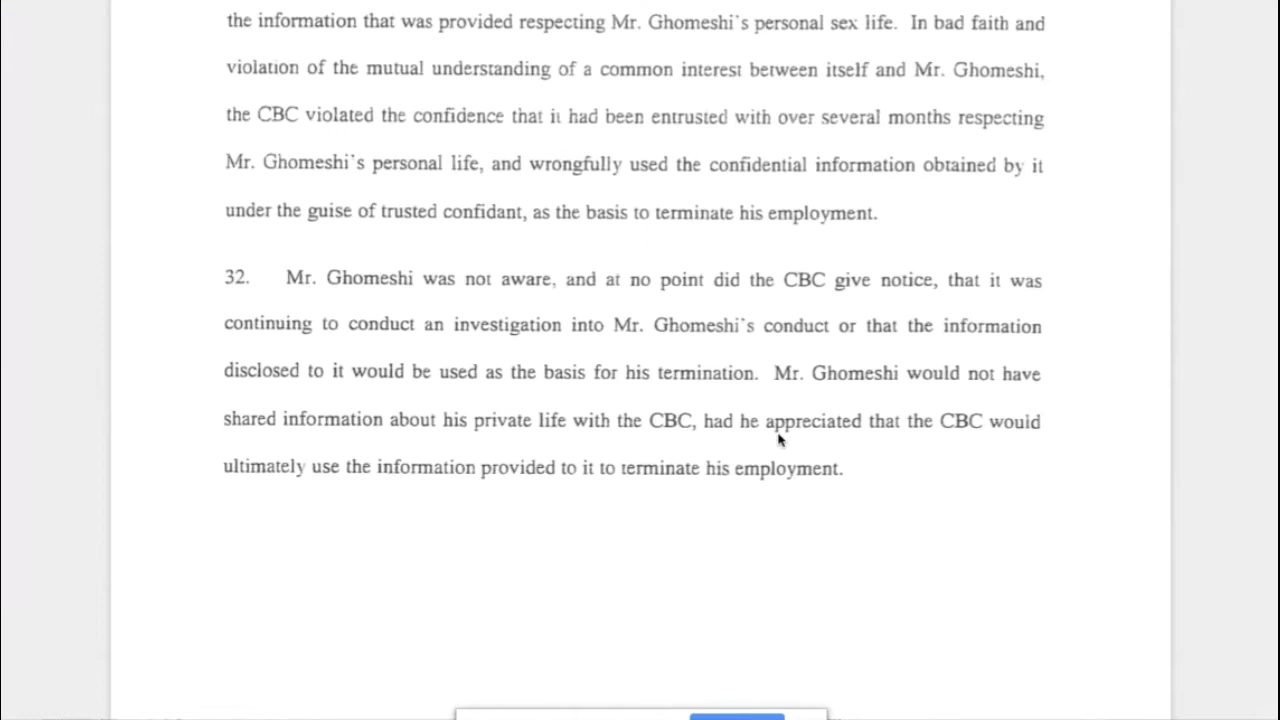 the information that was provided respecting Mr. Ghomeshi's personal sex life. In bad faith and
violation of the mutual understanding of a common interest between itself and Mr. Ghomeshi,
the CBC violated the confidence that it had been entrusted with over several months respecting
Mr. Ghomeshi's personal life, and wrongfully used the confidential information obtained by it
under the guise of trusted confidant, as the basis to terminate his employment.
32. Mr. Ghomeshi was not aware, and at no point did the CBC give notice, that it was
continuing to conduct an investigation into Mr. Ghomeshi's conduct or that the information
disclosed to it would be used as the basis for his termination. Mr. Ghomeshi would not have
shared information about his private life with the CBC, had he appreciated that the CBC would
ultimately use the information provided to it to terminate his employment.